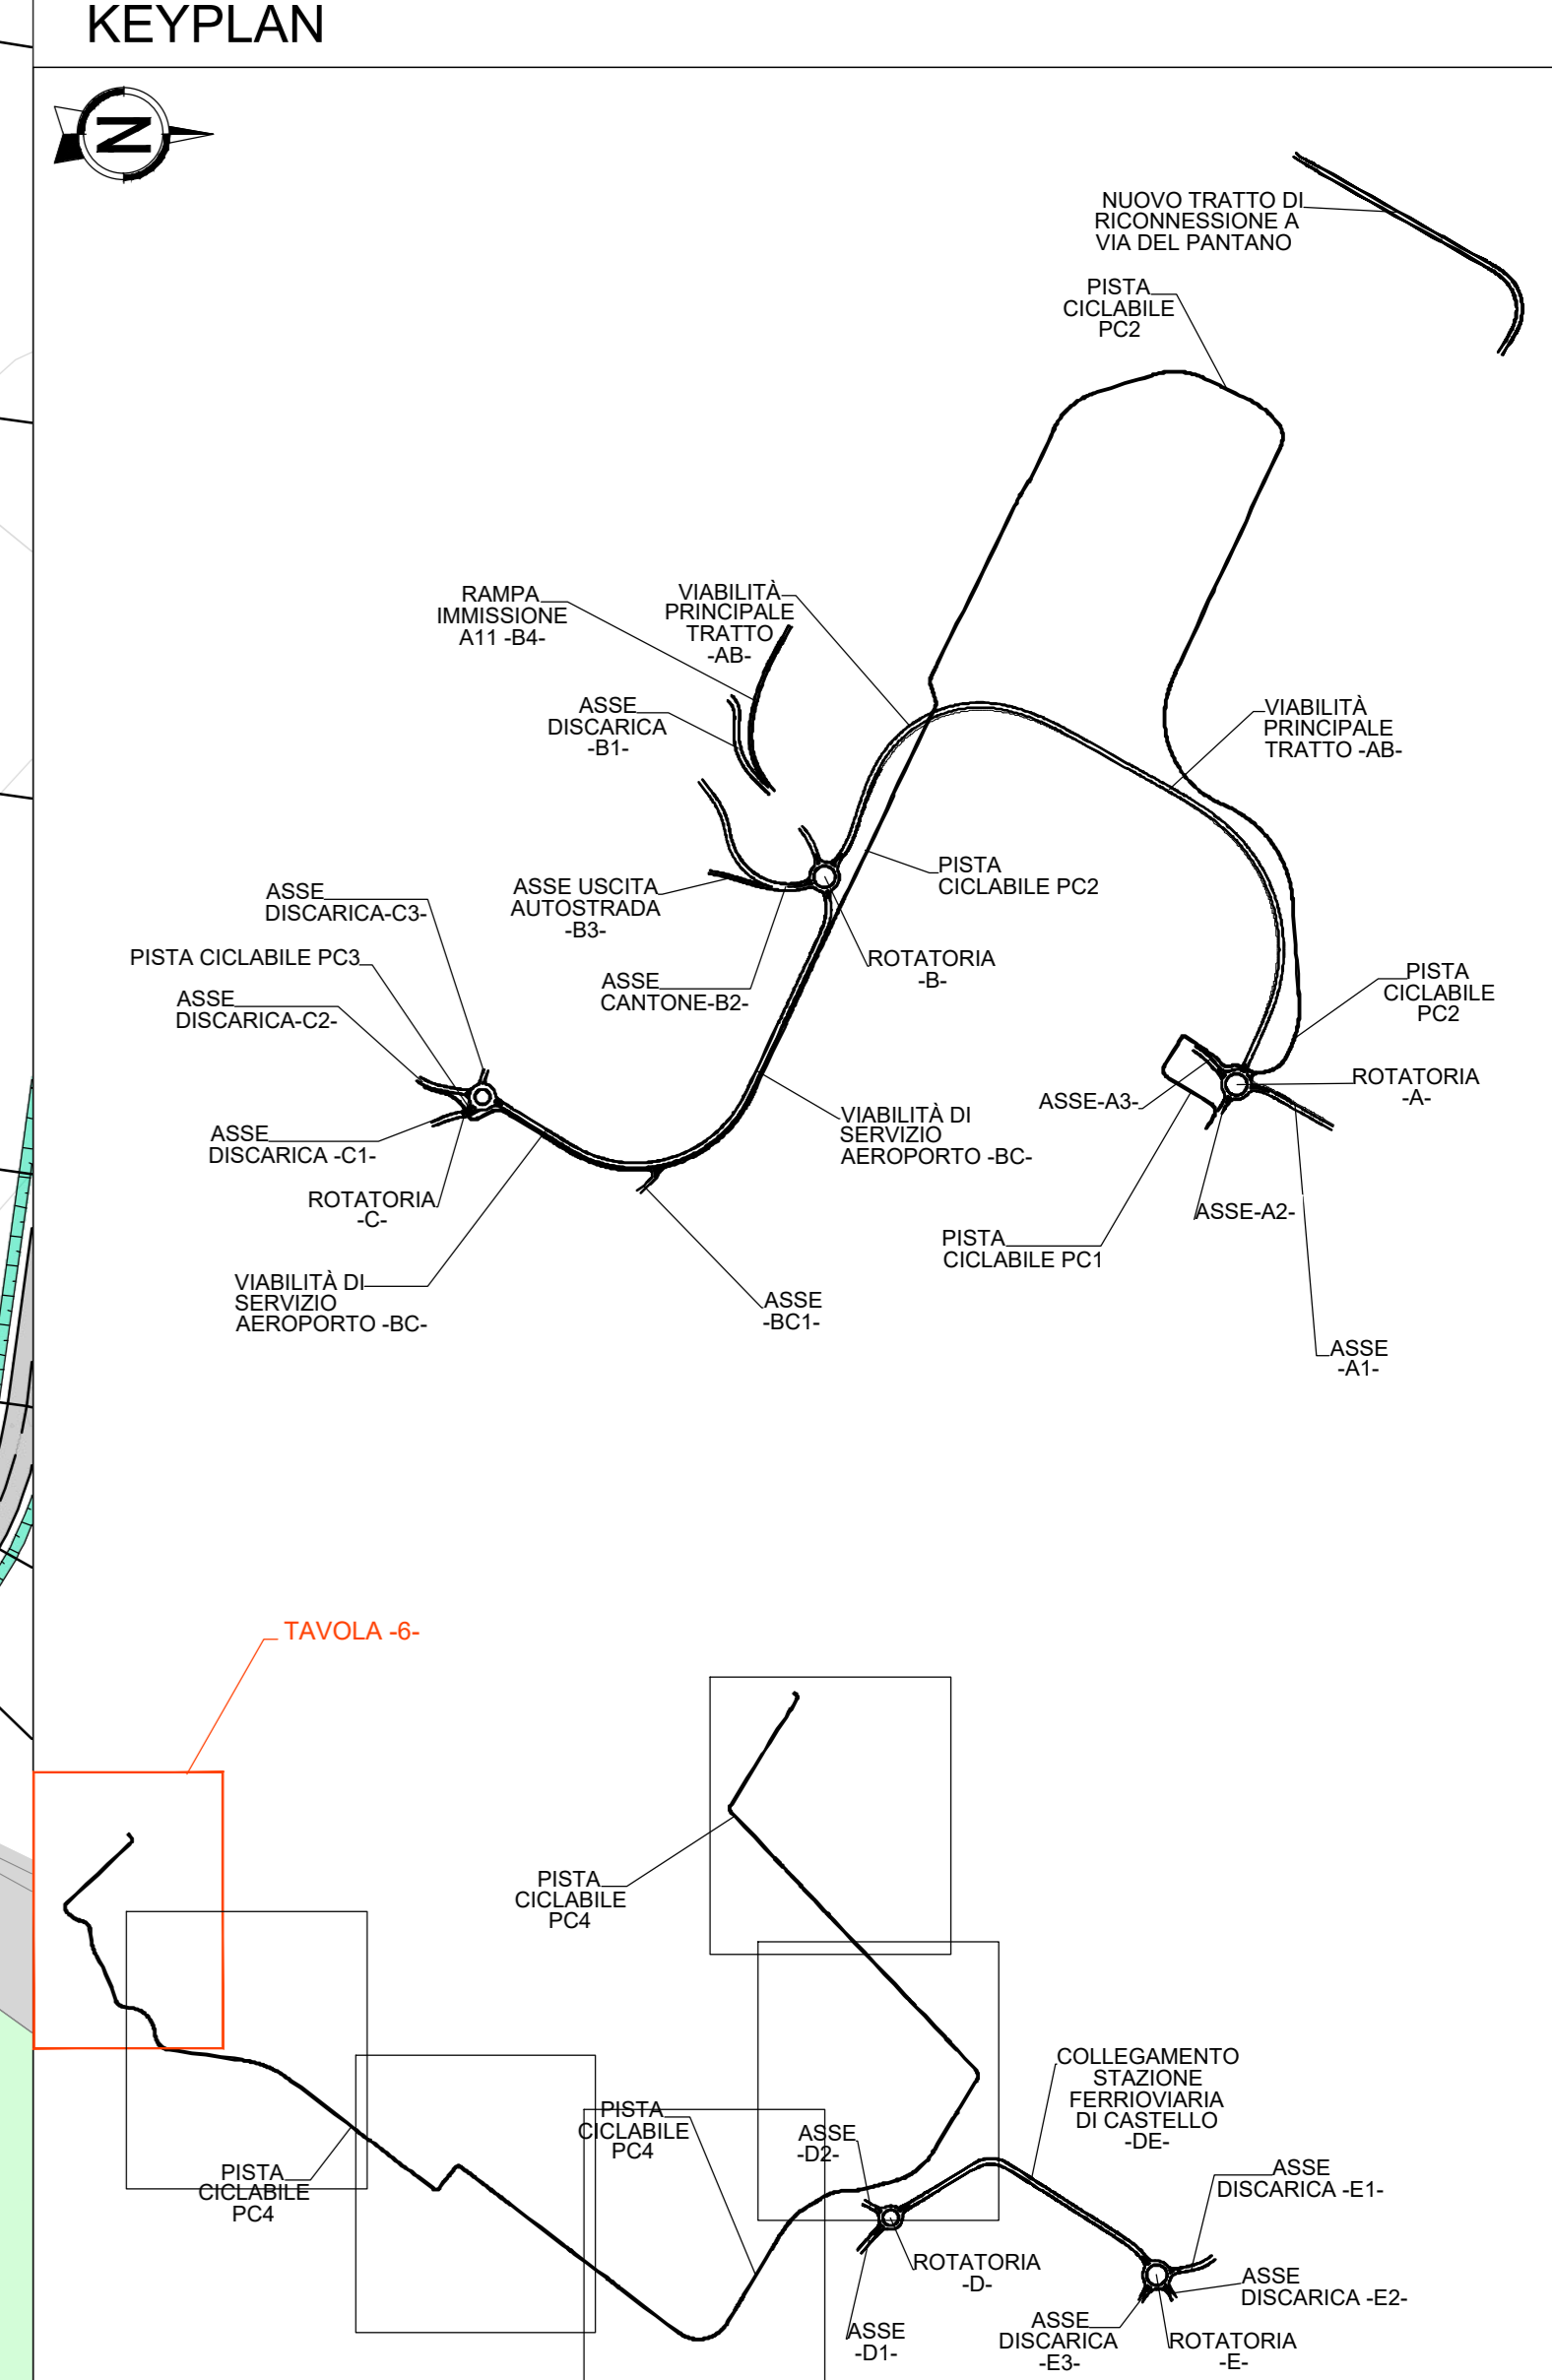 KEYPLAN
N
NUOVO TRATTO DI
RICONNESSIONE A
VIA DEL PANTANO
PISTA
CICLABILE
PC2
RAMPA
IMMISSIONE
A11 -B4-
VIABILITÀ
PRINCIPALE
TRATTO
-AB-
ASSE
DISCARICA
-B1-
VIABILITÀ
PRINCIPALE
TRATTO -AB-
PISTA
CICLABILE PC2
ASSE USCITA
AUTOSTRADA
-B3-
ASSE
DISCARICA-C3-
PISTA CICLABILE PC3
ROTATORIA
-B-
ASSE
CANTONE-B2-
ASSE
DISCARICA-C2-
PISTA
CICLABILE
PC2
ROTATORIA
-A-
ASSE-A3-
VIABILITÀ DI
SERVIZIO
AEROPORTO -BC-
ASSE
DISCARICA -C1-
ROTATORIA
-C-
ASSE-A2-
PISTA
CICLABILE PC1
VIABILITÀ DI
SERVIZIO
AEROPORTO -BC-
ASSE
-BC1-
ASSE
-A1-
TAVOLA -6-
PISTA
CICLABILE
PC4
COLLEGAMENTO
STAZIONE
FERRIOVIARIA
DI CASTELLO
-DE-
PISTA
CICLABILE
PC4
ASSE
-D2-
PISTA
CICLABILE
PC4
ASSE
DISCARICA -E1-
ROTATORIA
-D-
ASSE
DISCARICA -E2-
ASSE
-D1-
ASSE
DISCARICA
-E3-
ROTATORIA
-E-